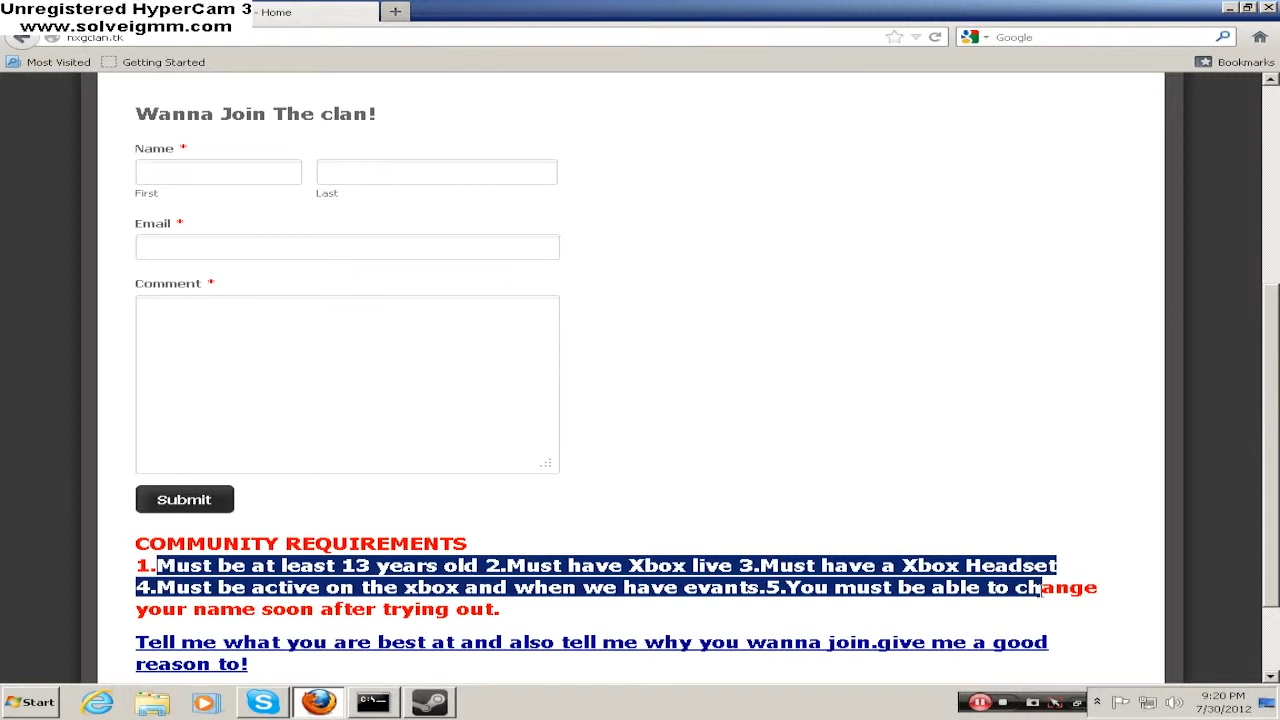 Unregistered HyperCam 3
www.solveigmm.com
- Home
nxgclan.tk
Google
Most Visited
Getting Started
Bookmarks
Wanna Join The clan!
Name *
First
Last
Email *
Comment *
Submit
COMMUNITY REQUIREMENTS
1.Must be at least 13 years old 2.Must have Xbox live 3.Must have a Xbox Headset
4.Must be active on the xbox and when we have evants.5.You must be able to change
your name soon after trying out.
Tell me what you are best at and also tell me why you wanna join.give me a good
reason to!
Start
9:20 PM
7/30/2012